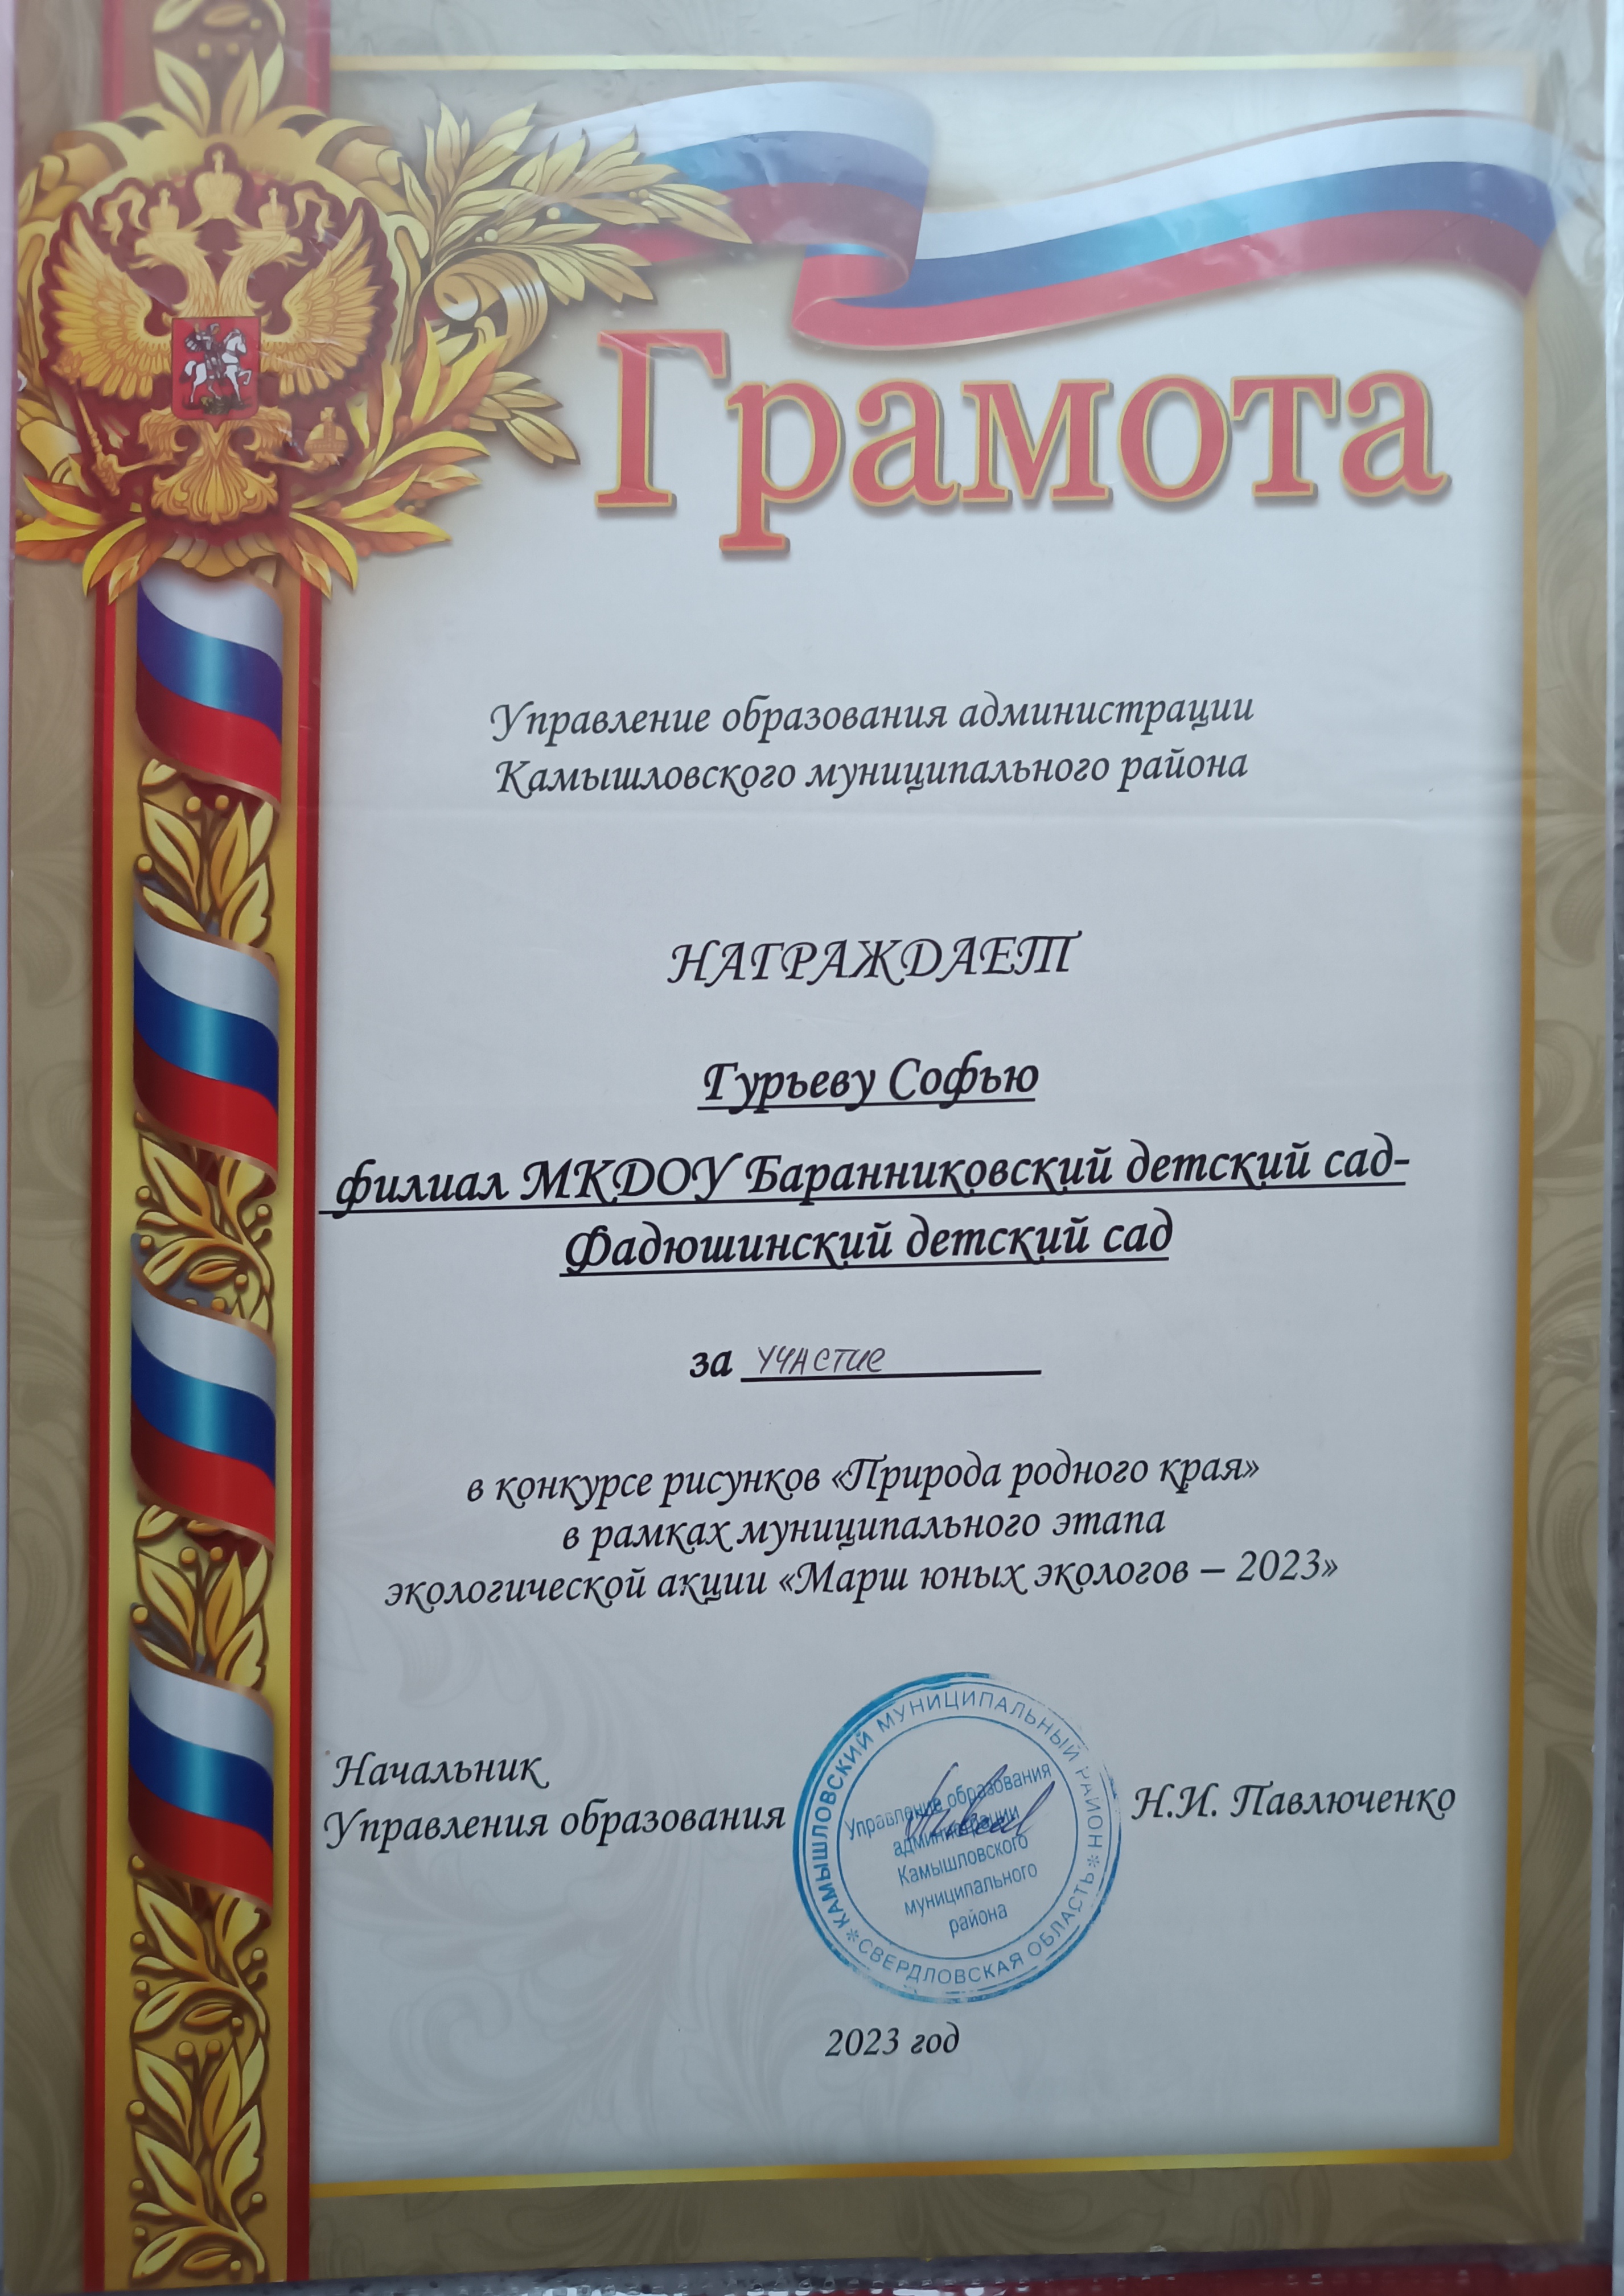 Грамота
Управление образования администрации
Камышловского муниципального района
НАГРАЖДАЕТ
Гурьеву Софью
филиал МКДОУ Баранниковский детский сад-
Фадюшинский детский сад
за участие
в конкурсе рисунков «Природа родного края»
в рамках муниципального этапа
экологической акции «Марш юных экологов – 2023»
Начальник
Управления образования
Н.И. Павлюченко
КАМЫШЛОВСКИЙ МУНИЦИПАЛЬНЫЙ РАЙОН * СВЕРДЛОВСКАЯ ОБЛАСТЬ *
Управление образования
администрации
Камышловского
муниципального
района
2023 год